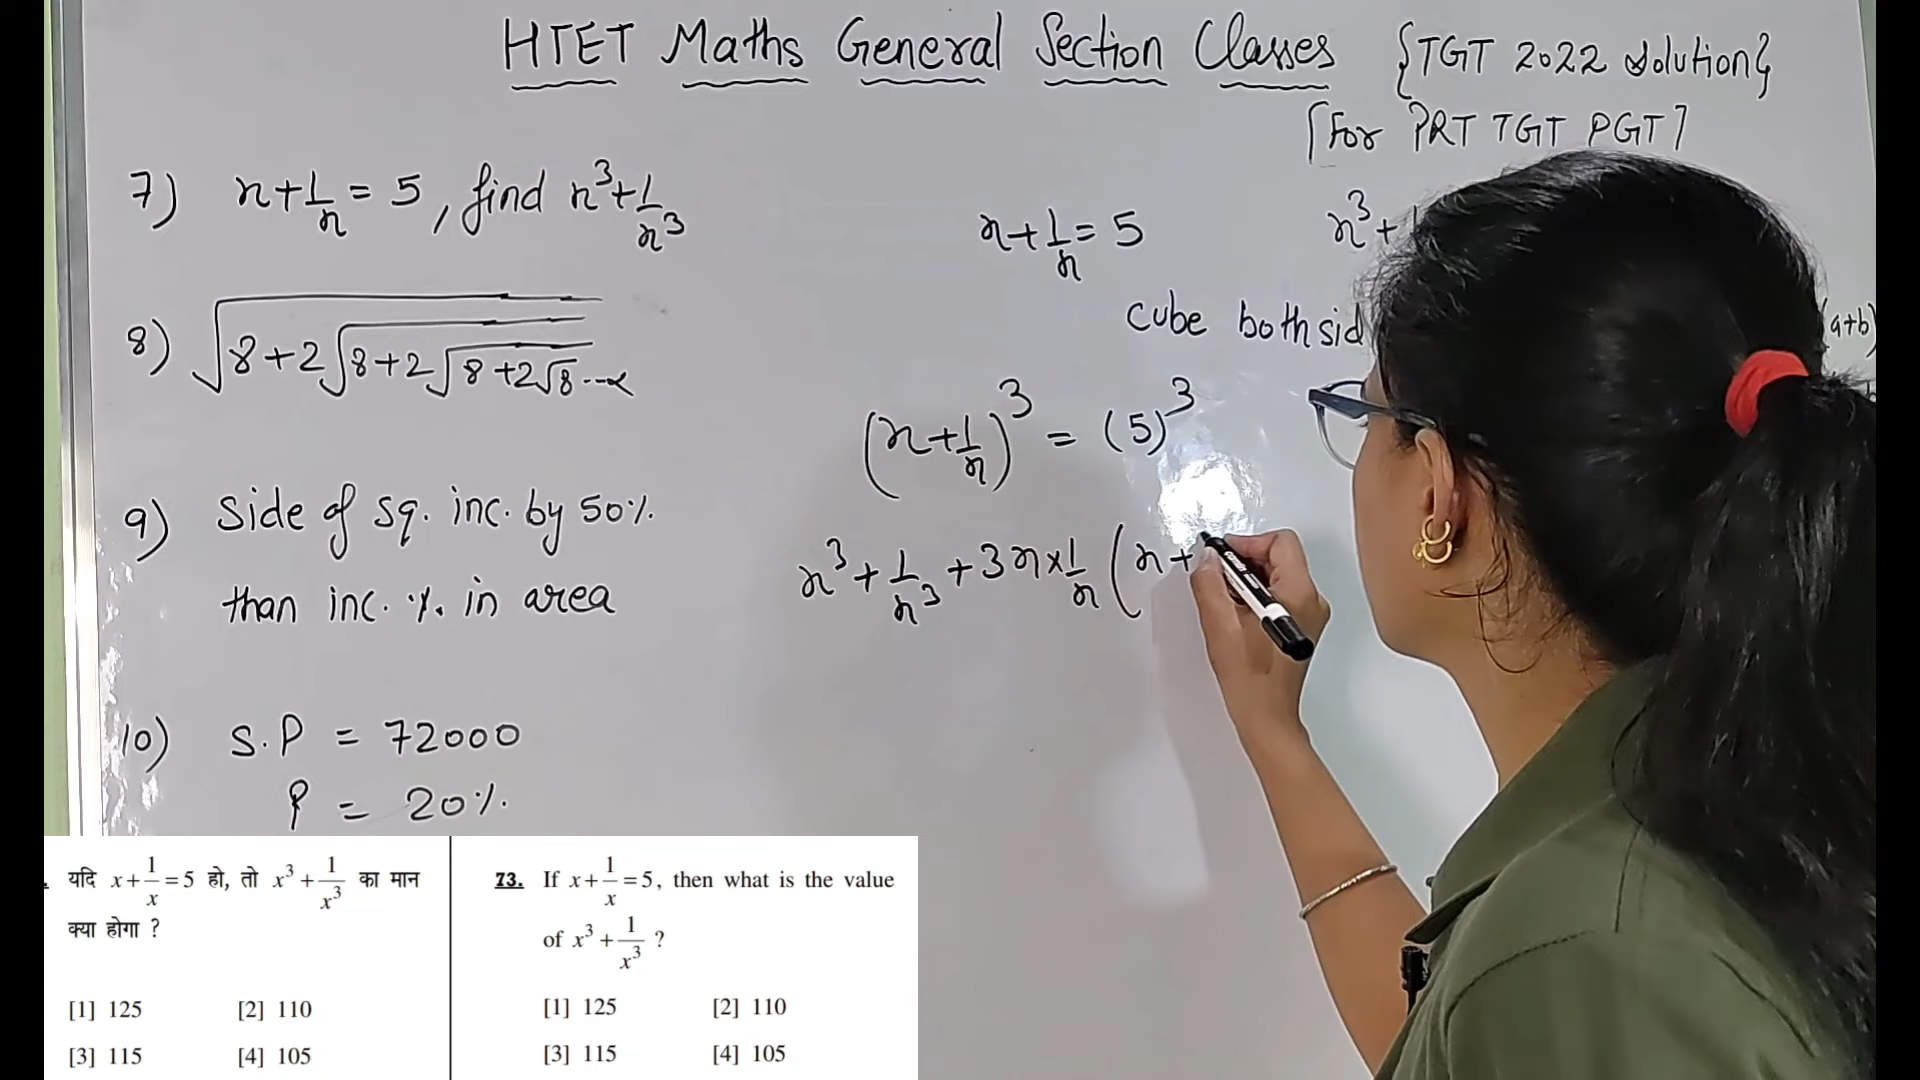 HTET Maths General Section Classes {TGT 2022 Solution}
[For PRT TGT PGT]
7) x+1/x = 5, find x³+1/x³
8) √8+2√8+2√8+2√8...∝
9) Side of sq. inc. by 50%
than inc. %. in area
10) S.P = 72000
P = 20%
x+1/x = 5
x³+
cube both sid
(a+b)
(x+1/x)³ = (5)³
x³+1/x³+3x×1/x(x+
यदि x+1/x=5 हो, तो x³+1/x³ का मान
क्या होगा ?
[1] 125 [2] 110
[3] 115 [4] 105
73. If x+1/x=5, then what is the value
of x³+1/x³ ?
[1] 125 [2] 110
[3] 115 [4] 105